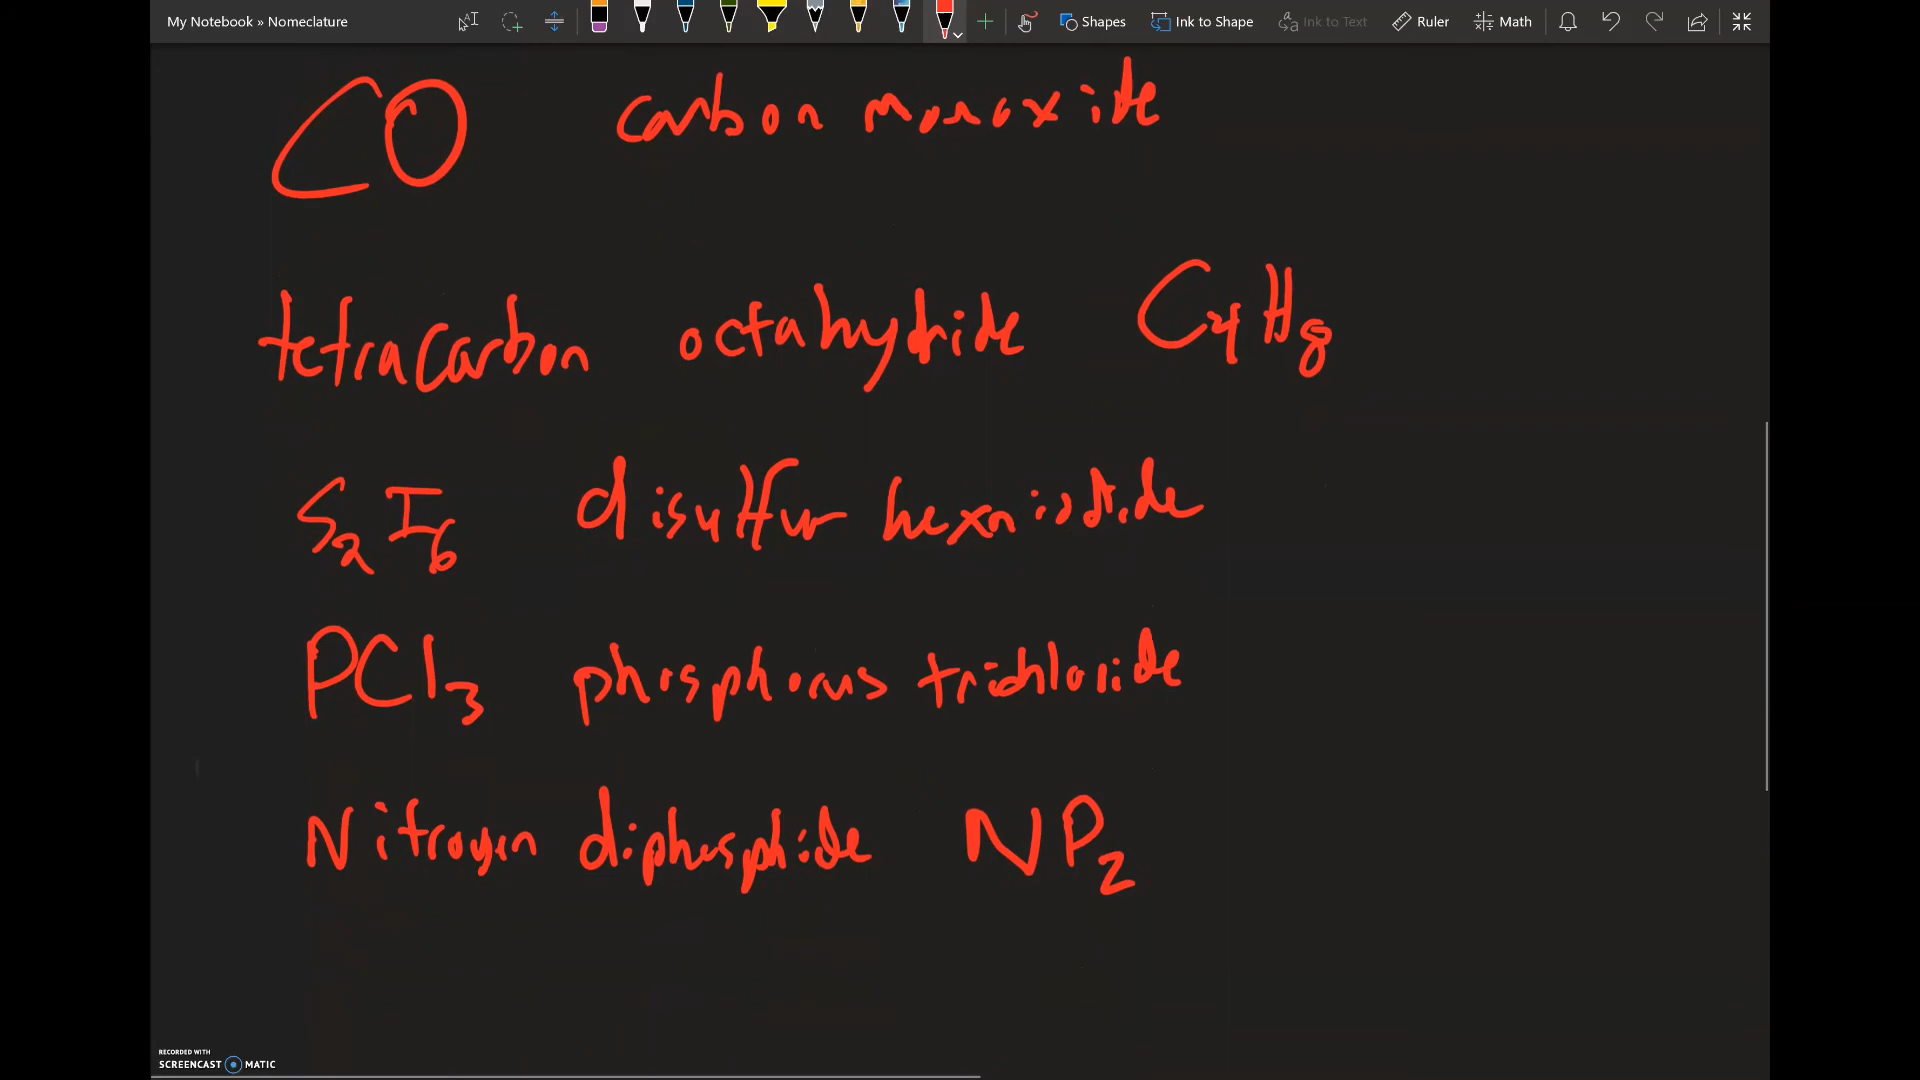 My Notebook » Nomenclature Shapes Ink to Shape Ink to Text Ruler Math
CO carbon monoxide
tetracarbon octahydride C4H8
S2I6 disulfur hexaiodide
PCl3 phosphorus trichloride
Nitrogen diphosphide NP2
RECORDED WITH
SCREENCAST MATIC